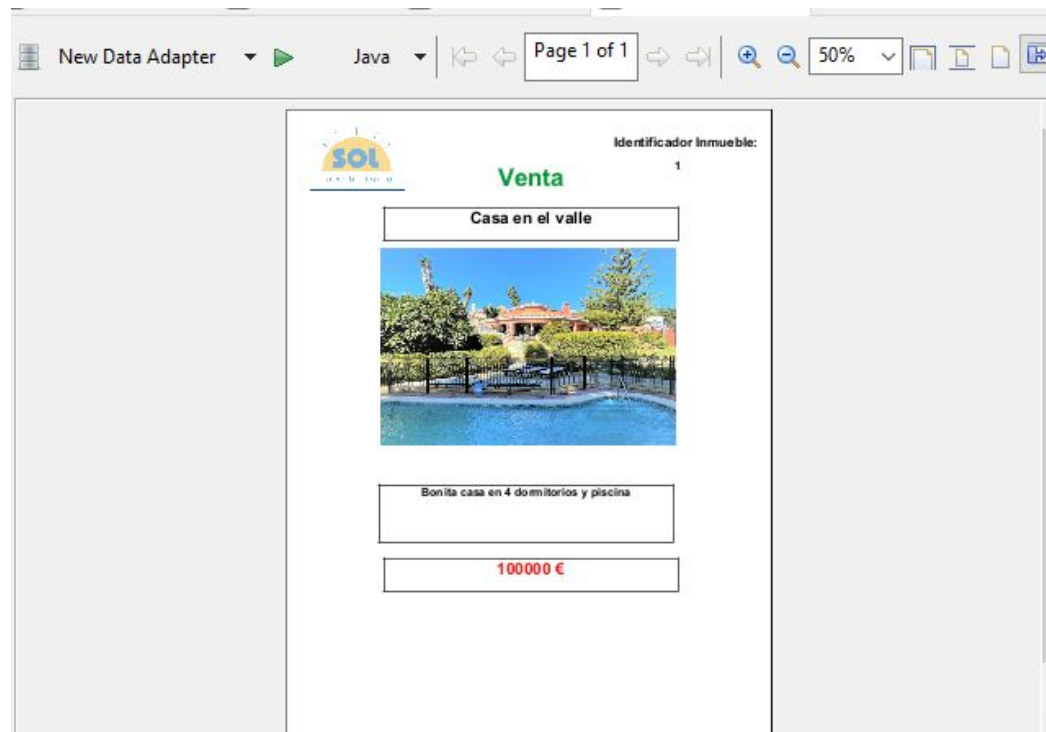 New Data Adapter
Java
Page 1 of 1
50%
Identificador Inmueble:
SOL
1
Venta
Casa en el valle
Bonita casa en 4 dormitorios y piscina
100000 €